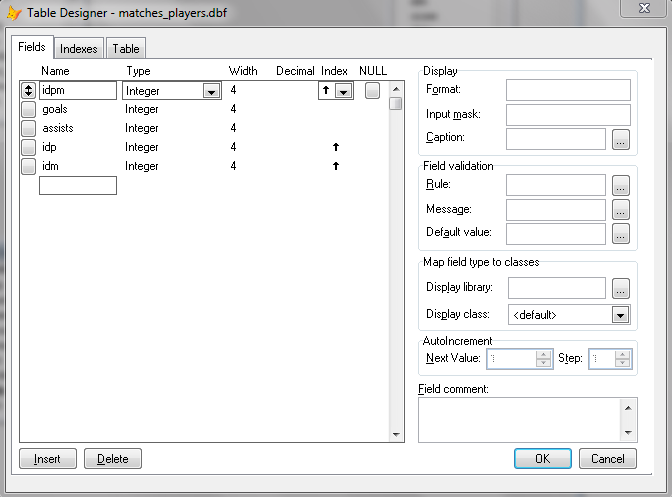 Table Designer - matches_players.dbf
Fields Indexes Table
Name Type Width Decimal Index NULL
idpm Integer 4
goals Integer 4
assists Integer 4
idp Integer 4
idm Integer 4
Display
Format:
Input mask:
Caption: ...
Field validation
Rule: ...
Message: ...
Default value: ...
Map field type to classes
Display library: ...
Display class: <default>
AutoIncrement
Next Value: 1 Step: 1
Field comment:
Insert Delete OK Cancel